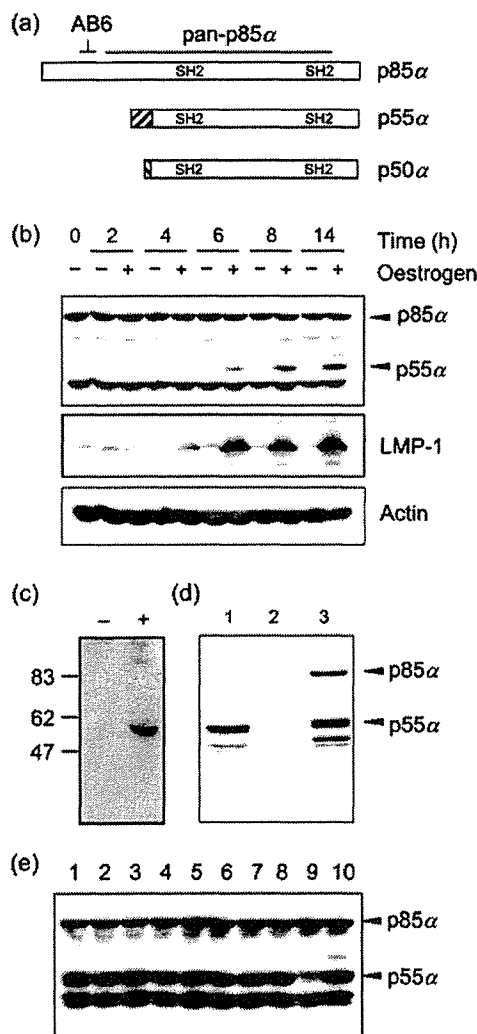 (a)
AB6
pan-p85α
SH2 SH2 p85α
SH2 SH2 p55α
SH2 SH2 p50α
(b)
0 2 4 6 8 14 Time (h)
– – + – + – + – + – + Oestrogen
p85α
p55α
LMP-1
Actin
(c) – +
83
62
47
(d) 1 2 3
p85α
p55α
(e)
1 2 3 4 5 6 7 8 9 10
p85α
p55α